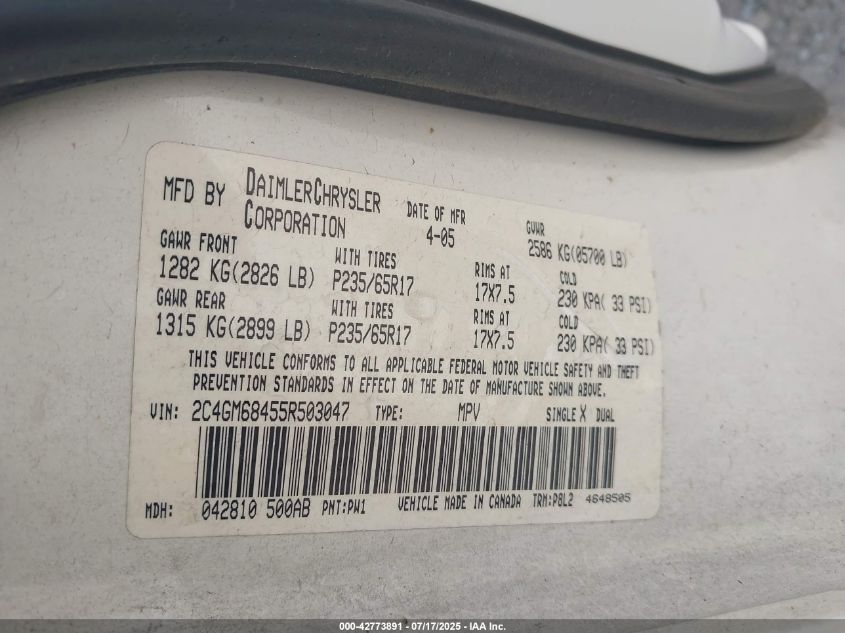 MFD BY DAIMLERCHRYSLER CORPORATION DATE OF MFR 4-05 GVWR 2586 KG(05700 LB)
GAWR FRONT WITH TIRES RIMS AT COLD
1282 KG(2826 LB) P235/65R17 17X7.5 230 KPA( 33 PSI)
GAWR REAR WITH TIRES RIMS AT COLD
1315 KG(2899 LB) P235/65R17 17X7.5 230 KPA( 33 PSI)
THIS VEHICLE CONFORMS TO ALL APPLICABLE FEDERAL MOTOR VEHICLE SAFETY AND THEFT
PREVENTION STANDARDS IN EFFECT ON THE DATE OF MANUFACTURE SHOWN ABOVE.
VIN: 2C4GM68455R503047 TYPE: MPV SINGLE X DUAL
MDH: 042810 500AB PNT:PW1 VEHICLE MADE IN CANADA TRM:P8L2 4648505
000-42773891 - 07/17/2025 - IAA Inc.